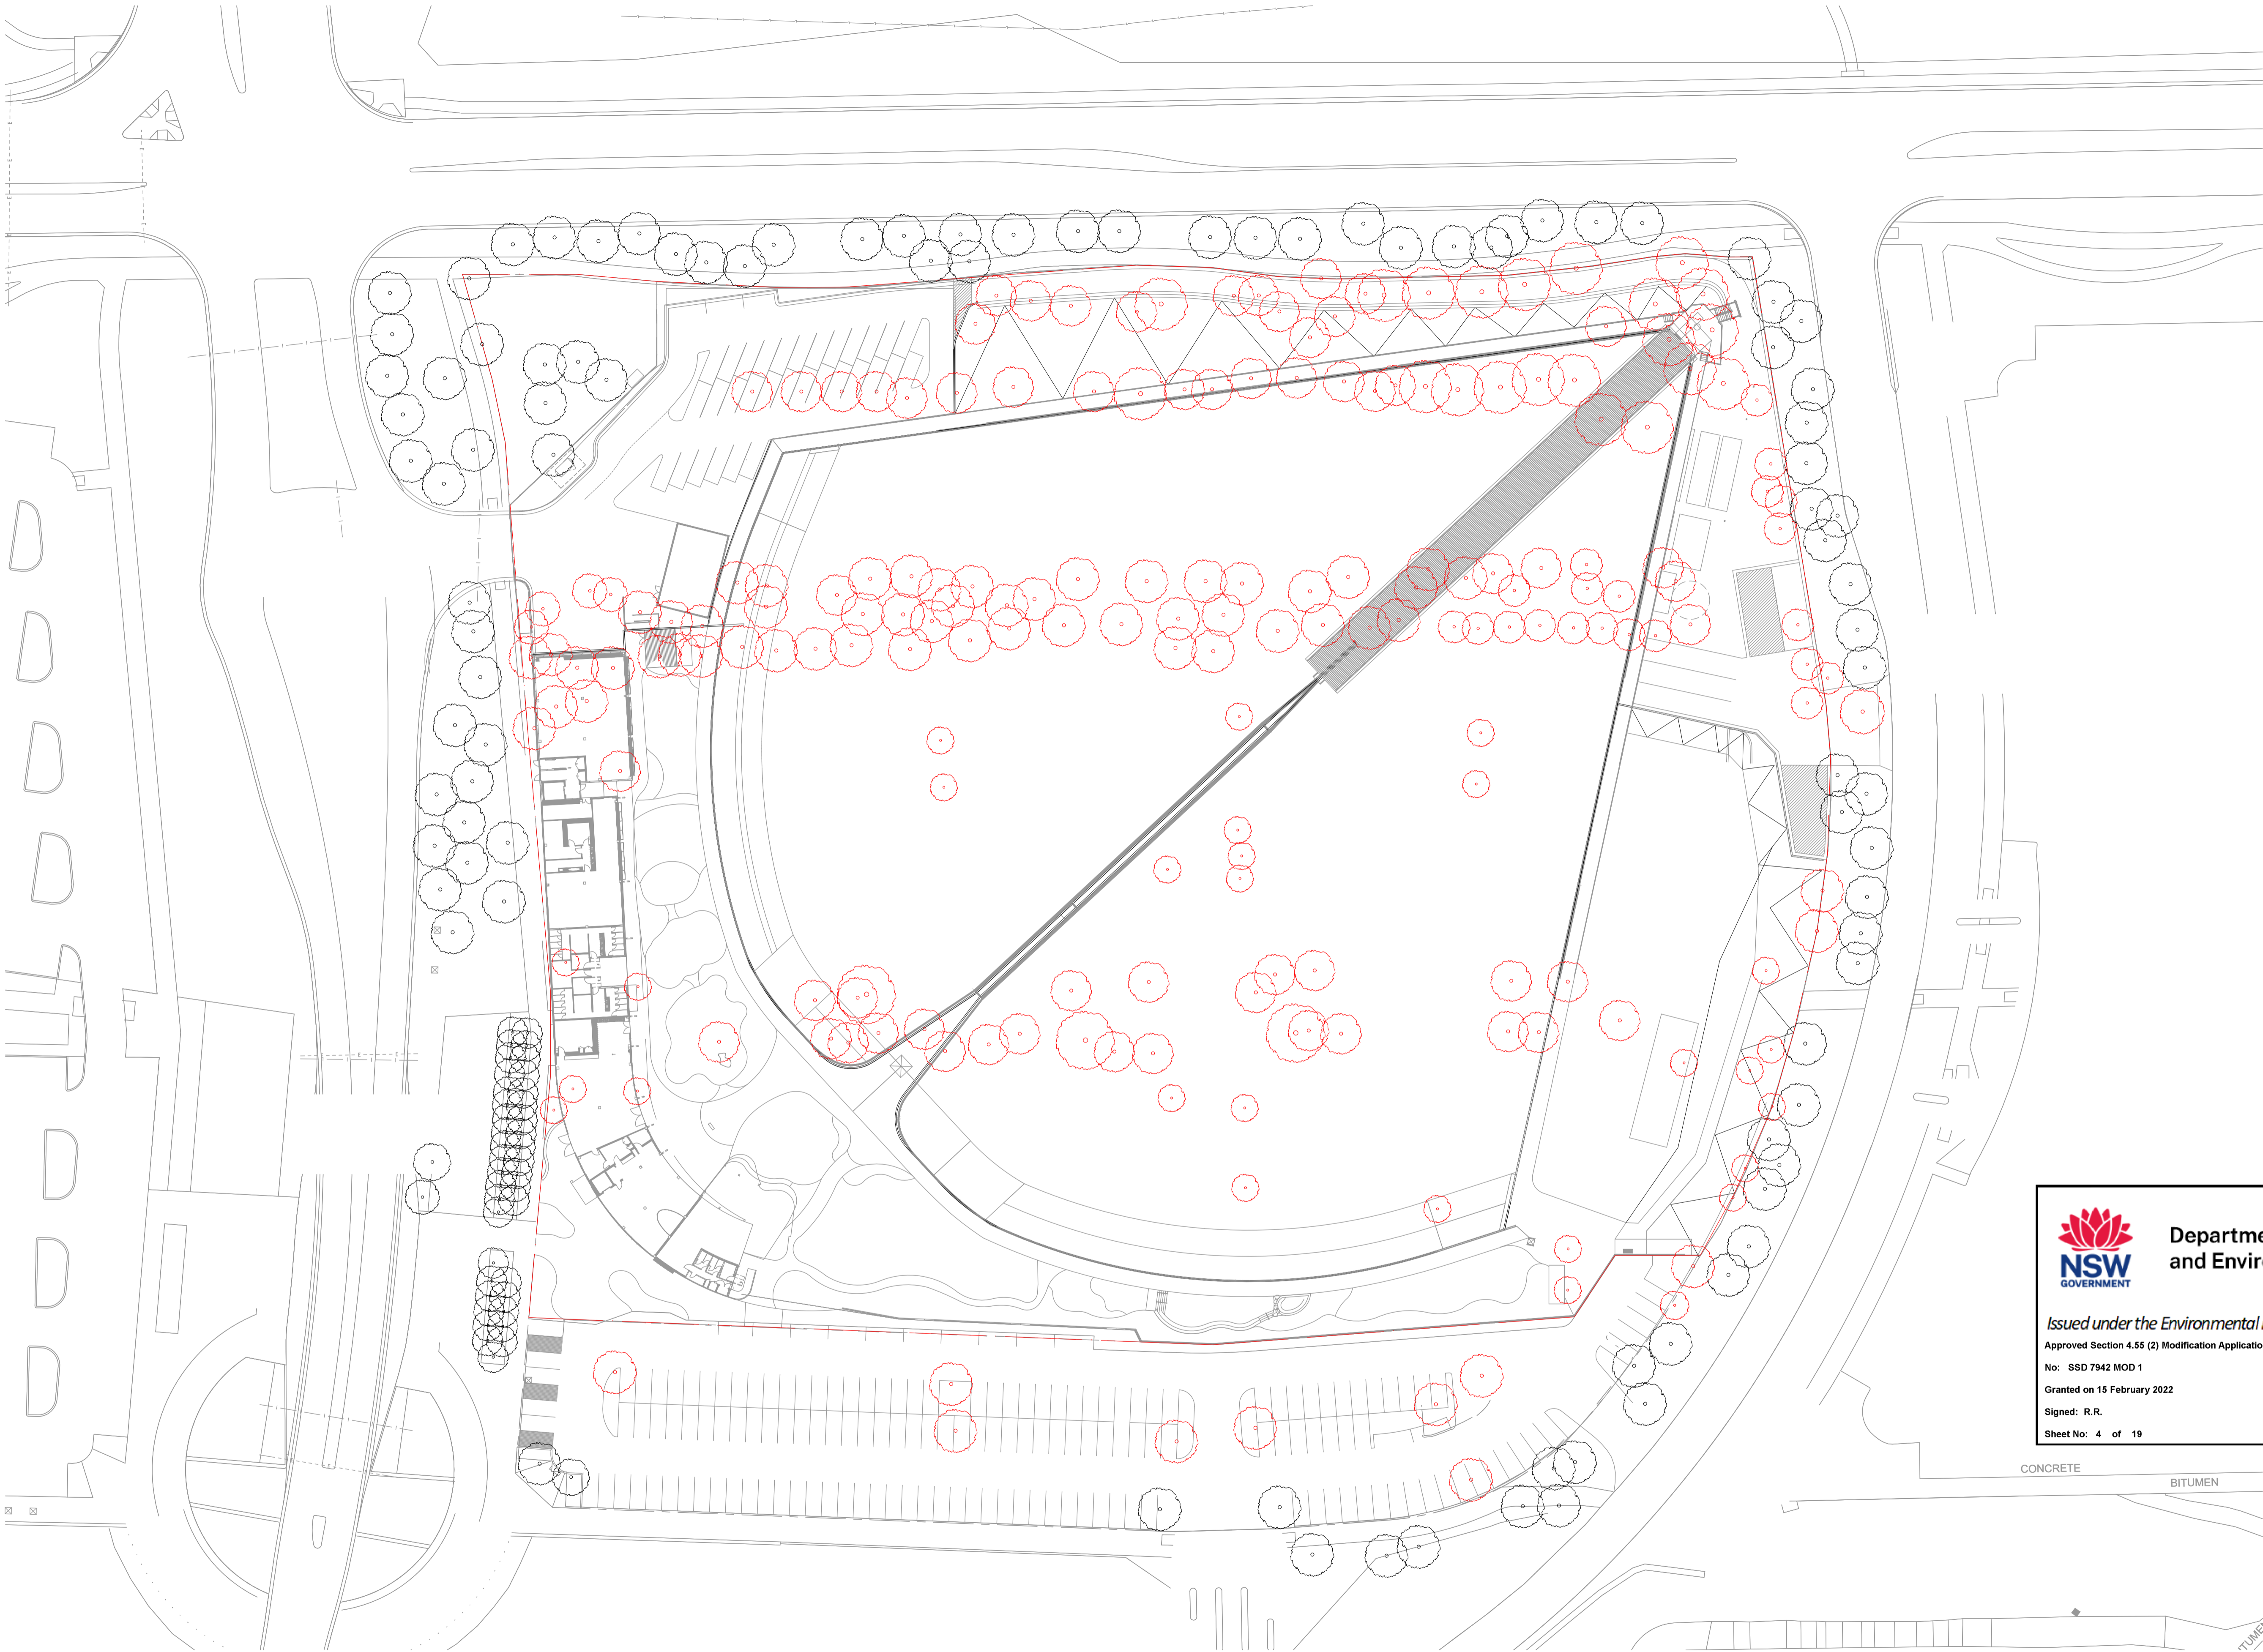 NSW
GOVERNMENT
Departme
and Envir
Issued under the Environmental
Approved Section 4.55 (2) Modification Applicatio
No: SSD 7942 MOD 1
Granted on 15 February 2022
Signed: R.R.
Sheet No: 4 of 19
CONCRETE
BITUMEN